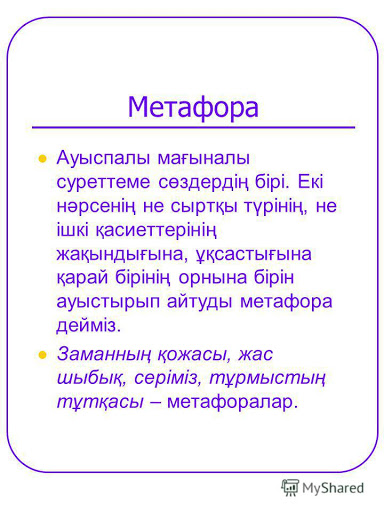 Метафора
Ауыспалы мағыналы
суреттеме сөздердің бірі. Екі
нәрсенің не сыртқы түрінің, не
ішкі қасиеттерінің
жақындығына, ұқсастығына
қарай бірінің орнына бірін
ауыстырып айтуды метафора
дейміз.
Заманның қожасы, жас
шыбық, серіміз, тұрмыстың
тұтқасы – метафоралар.
MyShared